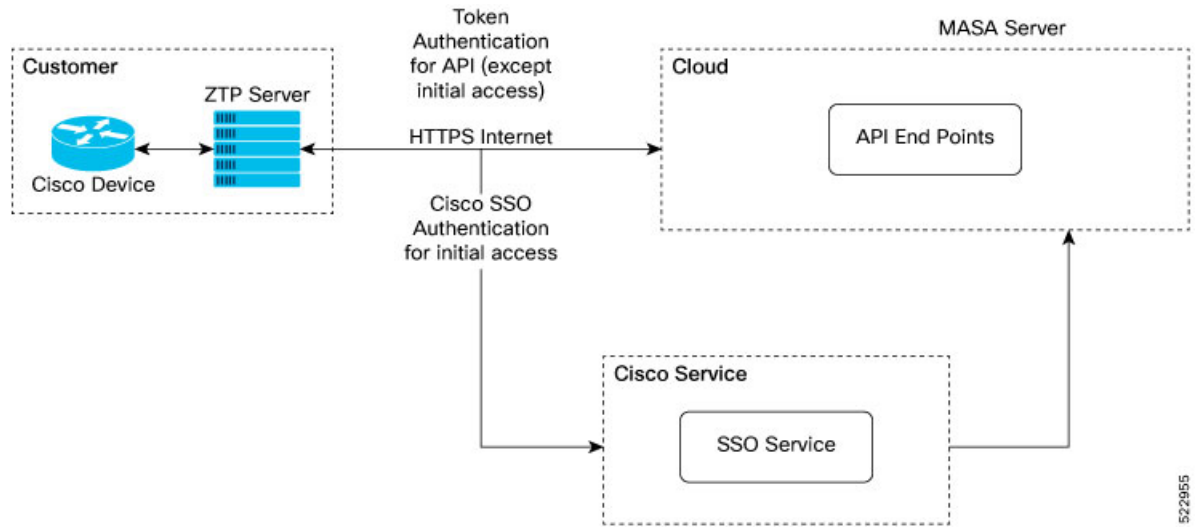 Token
Authentication
for API (except
initial access)
MASA Server
Customer
ZTP Server
Cisco Device
HTTPS Internet
Cloud
API End Points
Cisco SSO
Authentication
for initial access
Cisco Service
SSO Service
522955